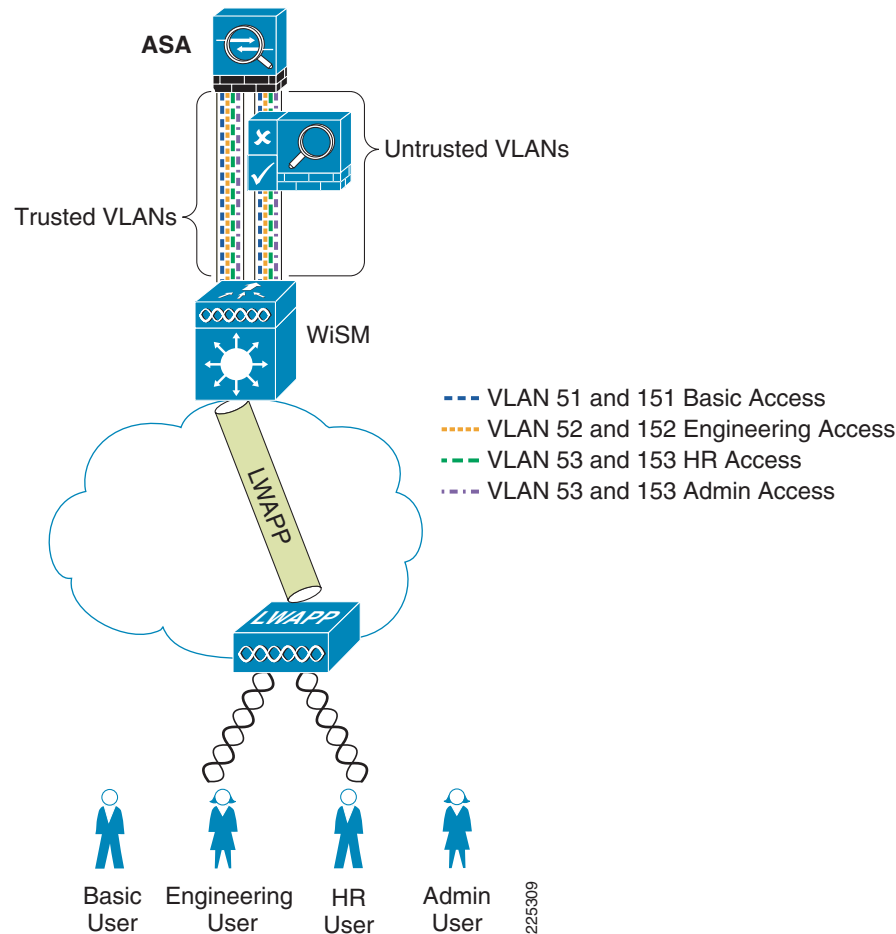 ASA
Untrusted VLANs
Trusted VLANs
WiSM
VLAN 51 and 151 Basic Access
VLAN 52 and 152 Engineering Access
VLAN 53 and 153 HR Access
VLAN 53 and 153 Admin Access
LWAPP
LWAPP
Basic
User
Engineering
User
HR
User
Admin
User
225309